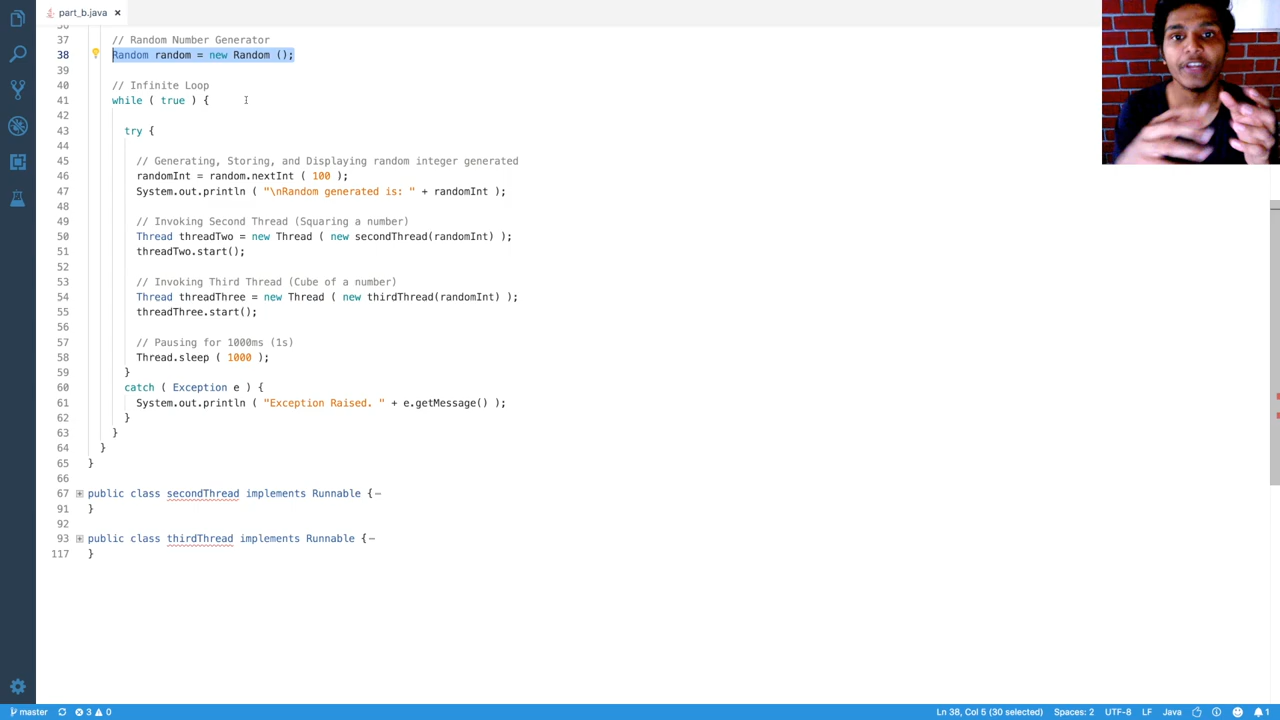 part_b.java ×
36
37 // Random Number Generator
38 Random random = new Random ();
39
40 // Infinite Loop
41 while ( true ) {
42
43 try {
44
45 // Generating, Storing, and Displaying random integer generated
46 randomInt = random.nextInt ( 100 );
47 System.out.println ( "\nRandom generated is: " + randomInt );
48
49 // Invoking Second Thread (Squaring a number)
50 Thread threadTwo = new Thread ( new secondThread(randomInt) );
51 threadTwo.start();
52
53 // Invoking Third Thread (Cube of a number)
54 Thread threadThree = new Thread ( new thirdThread(randomInt) );
55 threadThree.start();
56
57 // Pausing for 1000ms (1s)
58 Thread.sleep ( 1000 );
59 }
60 catch ( Exception e ) {
61 System.out.println ( "Exception Raised. " + e.getMessage() );
62 }
63 }
64 }
65 }
66
67 public class secondThread implements Runnable {
91 }
92
93 public class thirdThread implements Runnable {
117 }
master 3 0 Ln 38, Col 5 (30 selected) Spaces: 2 UTF-8 LF Java 1